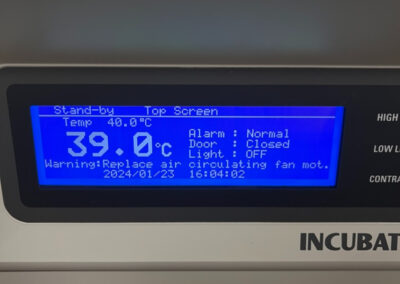 Stand-by Top Screen
Temp 40.0°C
39.0°C
Alarm : Normal
Door : Closed
Light : OFF
Warning:Replace air circulating fan mot.
2024/01/23 16:04:02
HIGH
LOW L
CONTRA
INCUBAT